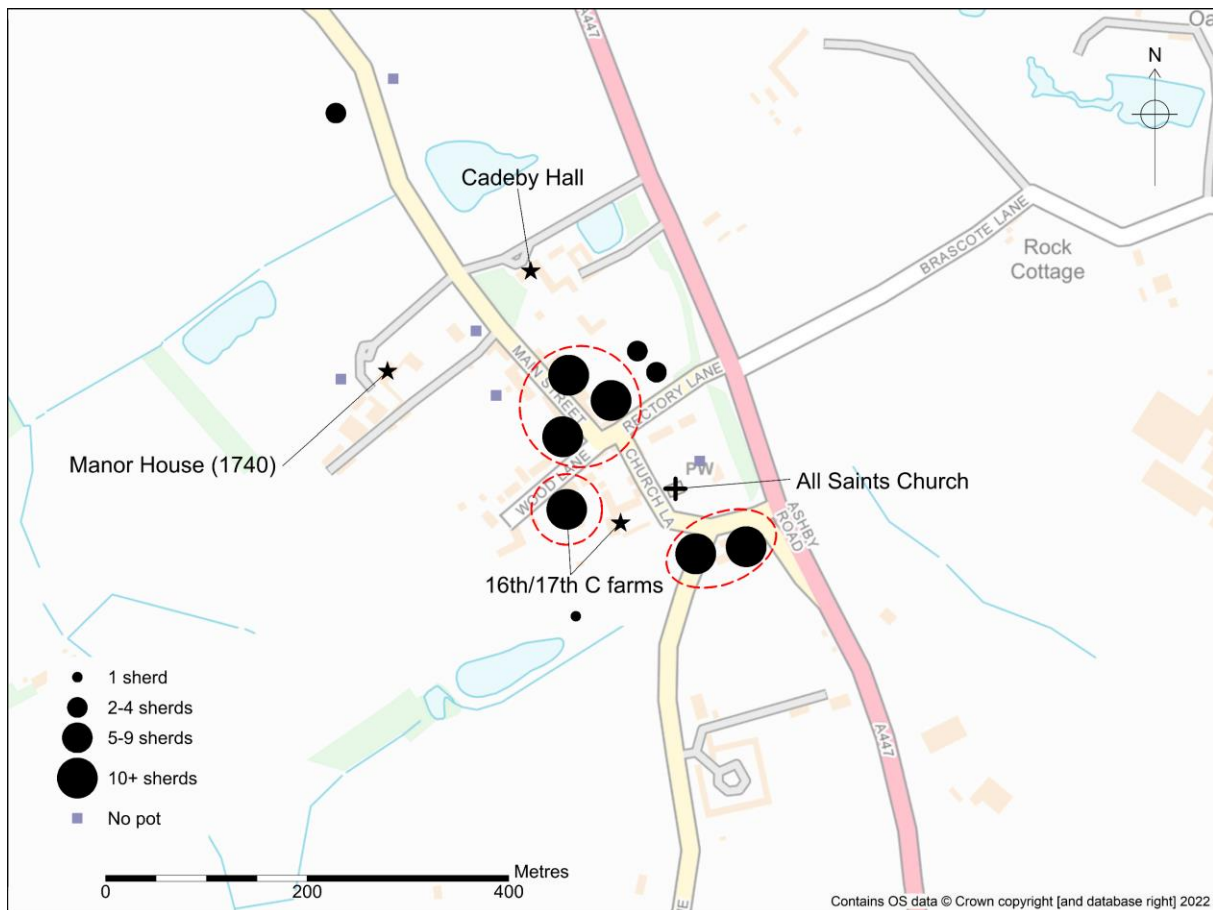 A447
Oa
N
Cadeby Hall
BRASCOTE LANE
Rock
Cottage
MAIN STREET
RECTORY LANE
Manor House (1740)
WOOD LANE
CHURCH LA
PW
All Saints Church
ASHBY
ROAD
16th/17th C farms
1 sherd
2-4 sherds
5-9 sherds
10+ sherds
No pot
A447
Metres
0
200
400
NE
Contains OS data © Crown copyright [and database right] 2022